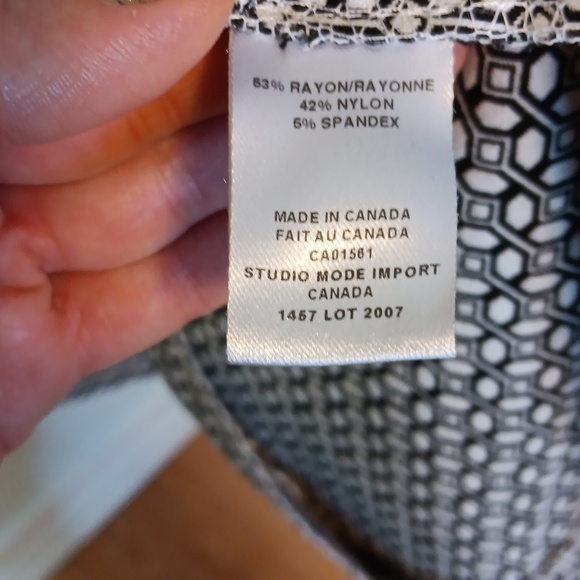 53% RAYON/RAYONNE
42% NYLON
5% SPANDEX
MADE IN CANADA
FAIT AU CANADA
CA01561
STUDIO MODE IMPORT
CANADA
1457 LOT 2007